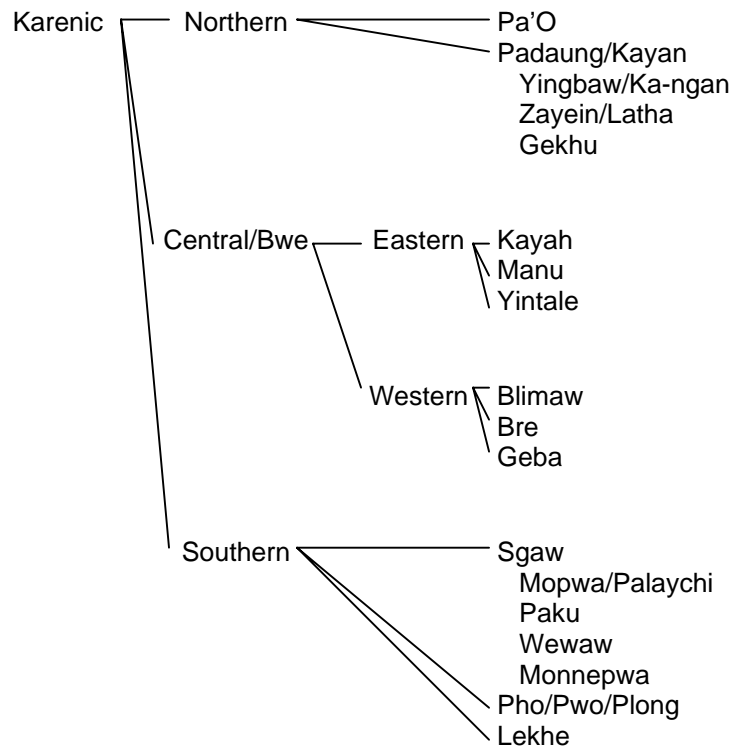 Karenic Northern Pa’O
Padaung/Kayan
Yingbaw/Ka-ngan
Zayein/Latha
Gekhu
Central/Bwe Eastern Kayah
Manu
Yintale
Western Blimaw
Bre
Geba
Southern Sgaw
Mopwa/Palaychi
Paku
Wewaw
Monnepwa
Pho/Pwo/Plong
Lekhe